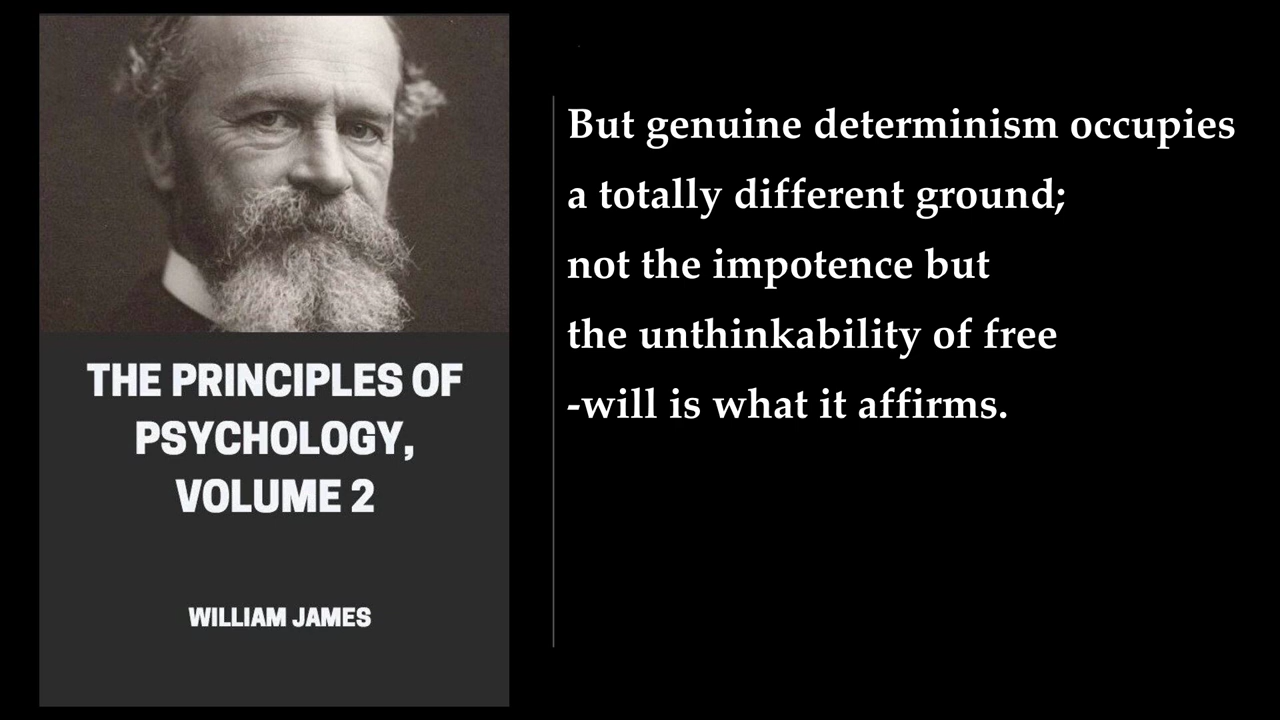 THE PRINCIPLES OF
PSYCHOLOGY,
VOLUME 2
WILLIAM JAMES
But genuine determinism occupies
a totally different ground;
not the impotence but
the unthinkability of free
-will is what it affirms.